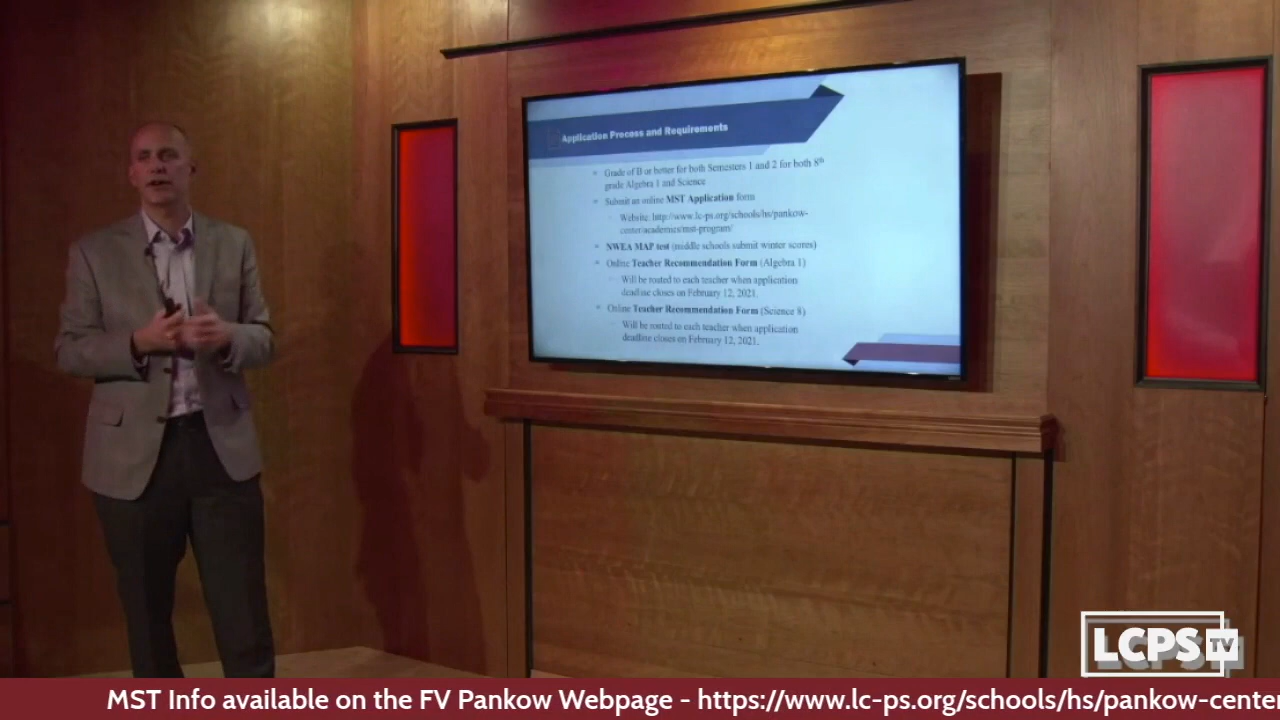 Application Process and Requirements
Grade of B or better for both Semesters 1 and 2 for both 8th
grade Algebra 1 and Science
Submit an online MST Application form
Website: http://www.lc-ps.org/schools/hs/pankow-
center/academics/mst-program/
NWEA MAP test (middle schools submit winter scores)
Online Teacher Recommendation Form (Algebra 1)
Will be routed to each teacher when application
deadline closes on February 12, 2021.
Online Teacher Recommendation Form (Science 8)
Will be routed to each teacher when application
deadline closes on February 12, 2021.
LCPS TV
MST Info available on the FV Pankow Webpage - https://www.lc-ps.org/schools/hs/pankow-center